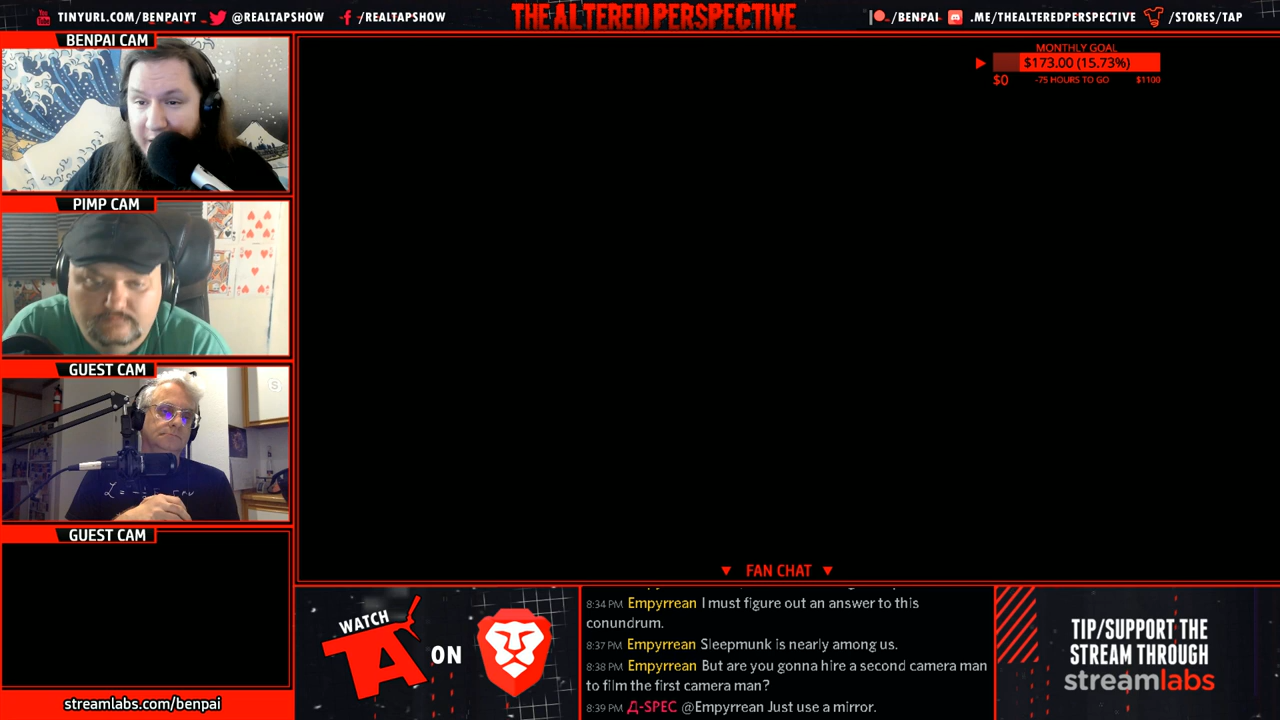 TINYURL.COM/BENPAIYT
@REALTAPSHOW
/REALTAPSHOW
THE ALTERED PERSPECTIVE
/BENPAI
.ME/THEALTEREDPERSPECTIVE
/STORES/TAP
BENPAI CAM
MONTHLY GOAL
$173.00 (15.73%)
$0
-75 HOURS TO GO
$1100
PIMP CAM
GUEST CAM
S
GUEST CAM
FAN CHAT
WATCH
TA
ON
8:34 PM Empyrrean I must figure out an answer to this
conundrum.
8:37 PM Empyrrean Sleepmunk is nearly among us.
8:38 PM Empyrrean But are you gonna hire a second camera man
to film the first camera man?
8:39 PM Д-SPEC @Empyrrean Just use a mirror.
TIP/SUPPORT THE
STREAM THROUGH
streamlabs
streamlabs.com/benpai